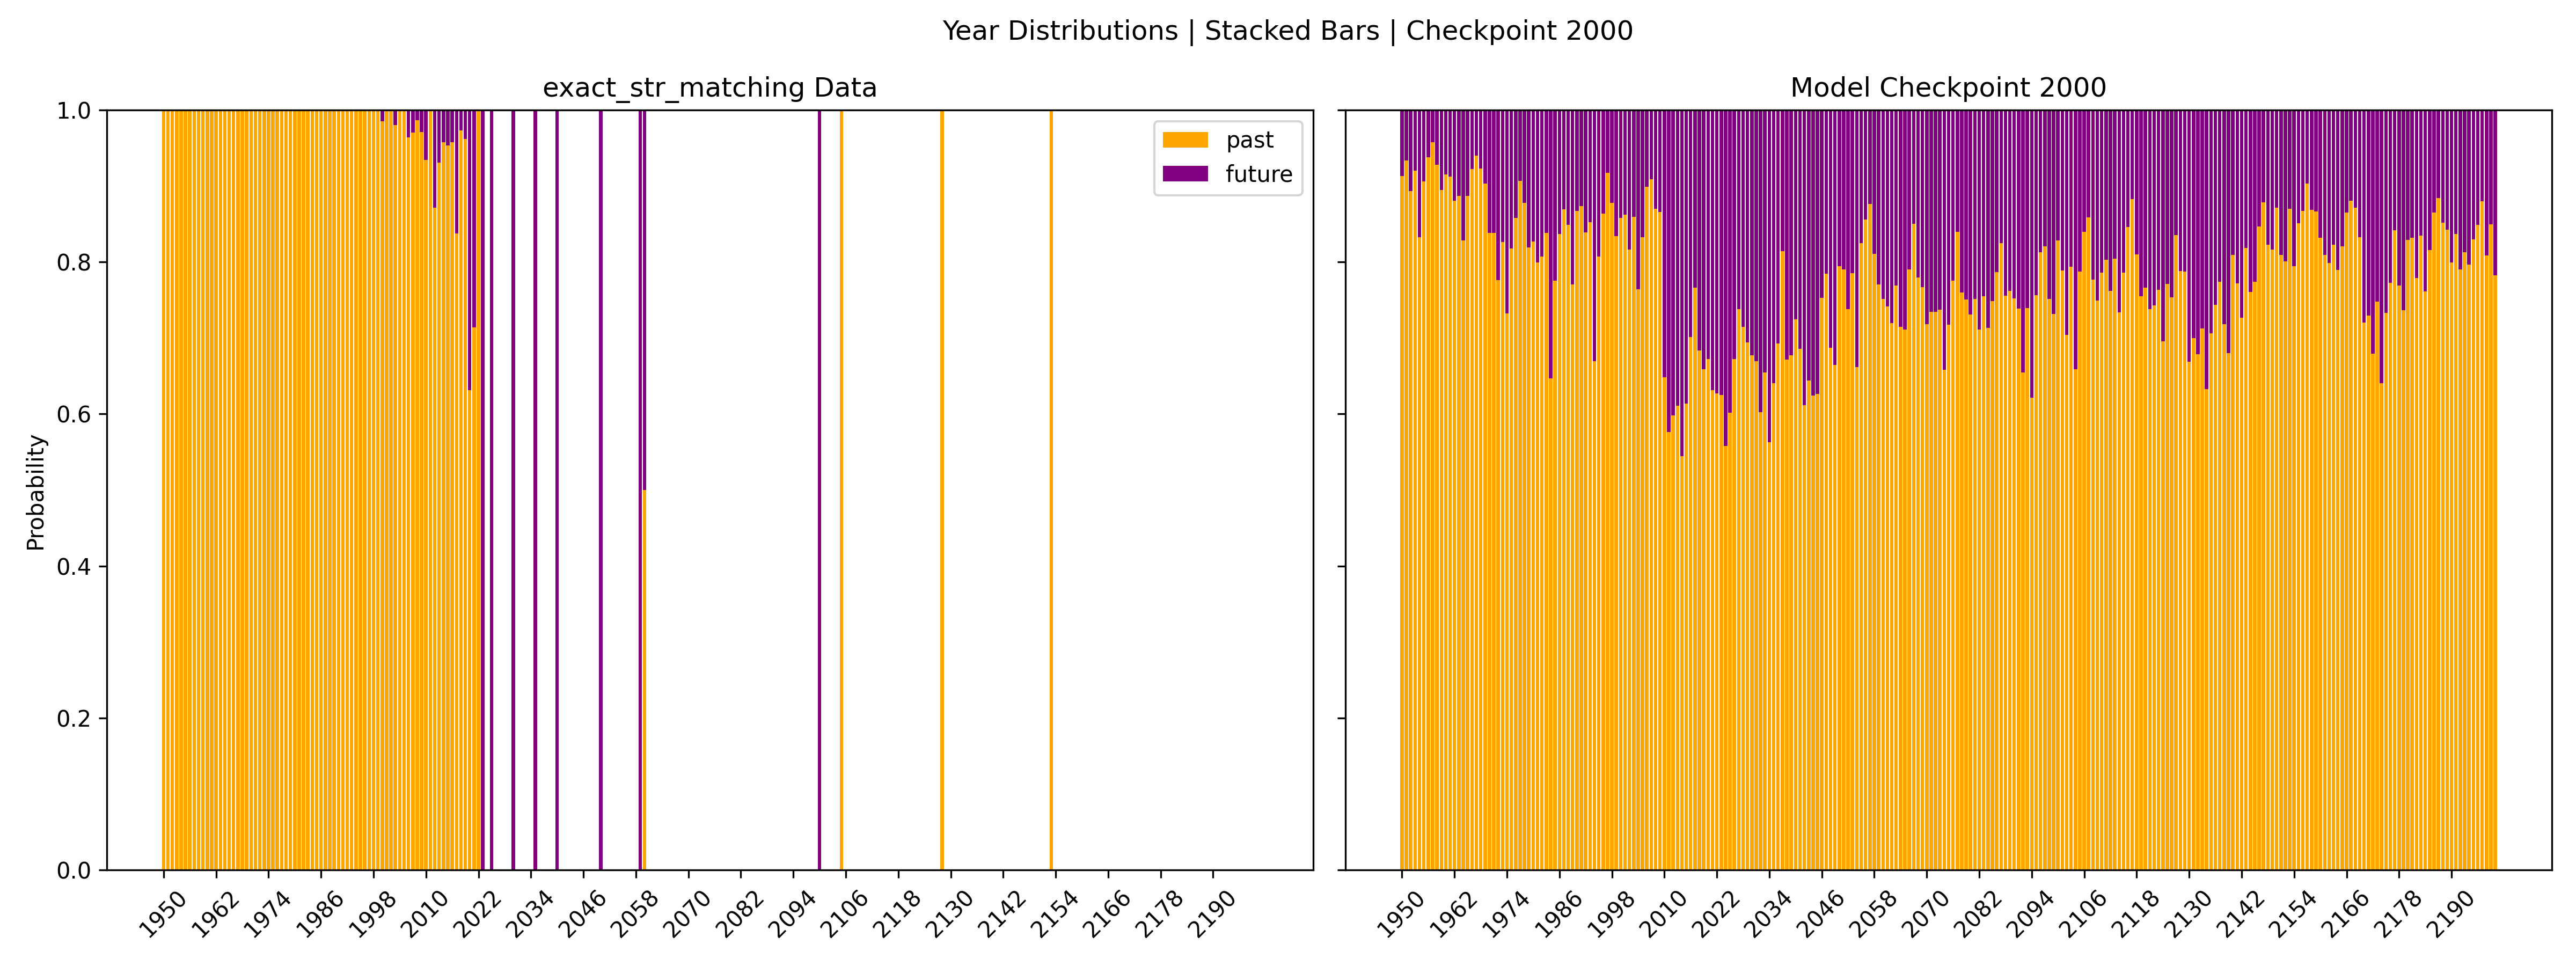 Year Distributions | Stacked Bars | Checkpoint 2000
exact_str_matching Data
Model Checkpoint 2000
past
future
Probability
1.0
0.8
0.6
0.4
0.2
0.0
1950 1962 1974 1986 1998 2010 2022 2034 2046 2058 2070 2082 2094 2106 2118 2130 2142 2154 2166 2178 2190
1950 1962 1974 1986 1998 2010 2022 2034 2046 2058 2070 2082 2094 2106 2118 2130 2142 2154 2166 2178 2190